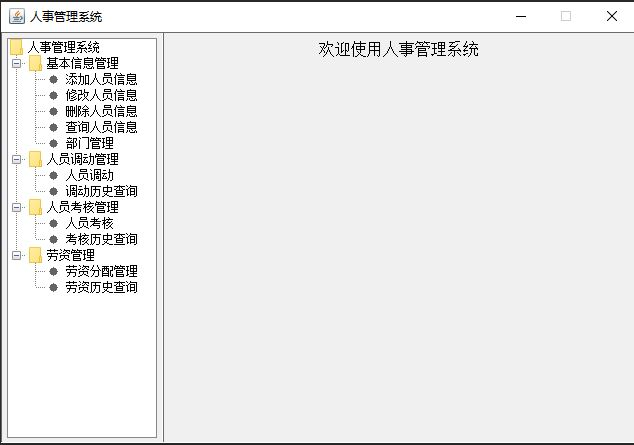 人事管理系统
人事管理系统
基本信息管理
添加人员信息
修改人员信息
删除人员信息
查询人员信息
部门管理
人员调动管理
人员调动
调动历史查询
人员考核管理
人员考核
考核历史查询
劳资管理
劳资分配管理
劳资历史查询
欢迎使用人事管理系统